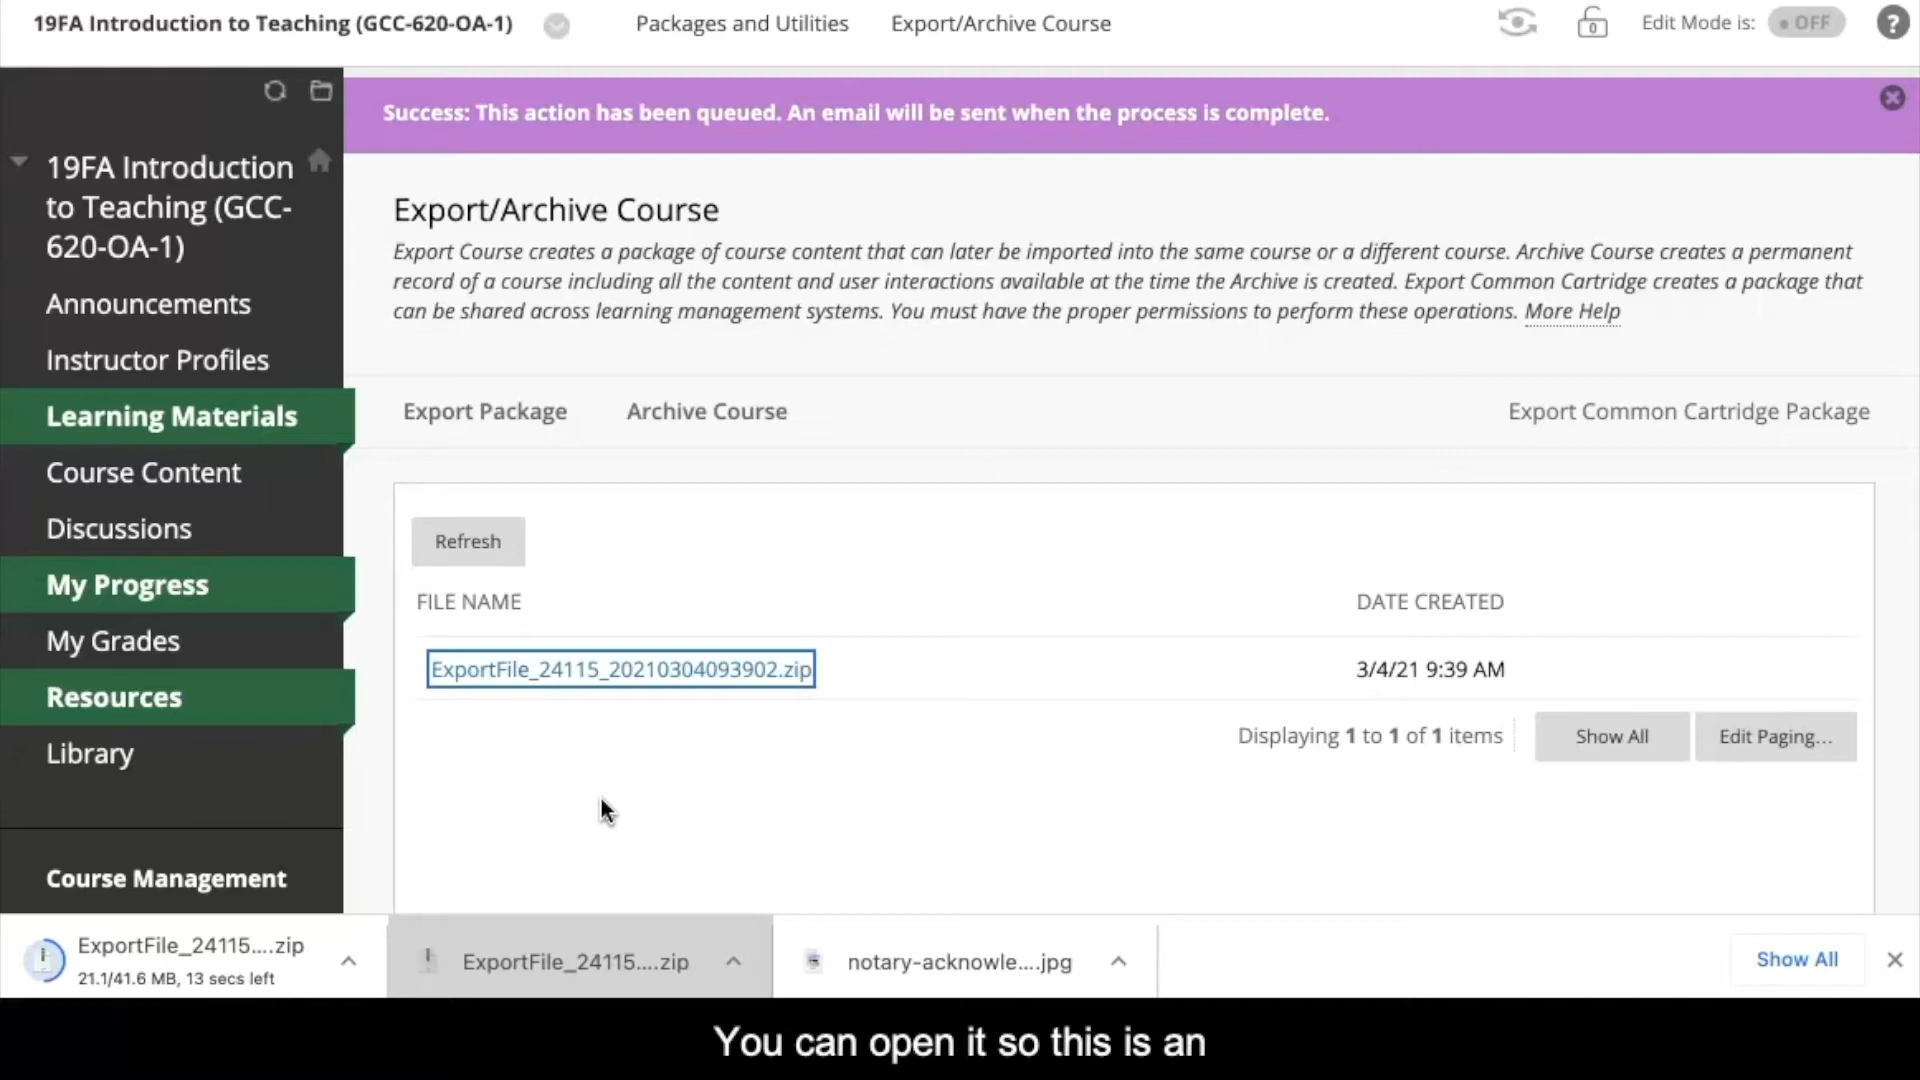 19FA Introduction to Teaching (GCC-620-OA-1)
Packages and Utilities
Export/Archive Course
0
Edit Mode is:
OFF
?
Success: This action has been queued. An email will be sent when the process is complete.
19FA Introduction
to Teaching (GCC-
620-OA-1)
Announcements
Instructor Profiles
Learning Materials
Course Content
Discussions
My Progress
My Grades
Resources
Library
Course Management
Export/Archive Course
Export Course creates a package of course content that can later be imported into the same course or a different course. Archive Course creates a permanent
record of a course including all the content and user interactions available at the time the Archive is created. Export Common Cartridge creates a package that
can be shared across learning management systems. You must have the proper permissions to perform these operations. More Help
Export Package
Archive Course
Export Common Cartridge Package
Refresh
FILE NAME
DATE CREATED
ExportFile_24115_20210304093902.zip
3/4/21 9:39 AM
Displaying 1 to 1 of 1 items
Show All
Edit Paging...
ExportFile_24115....zip
21.1/41.6 MB, 13 secs left
ExportFile_24115....zip
notary-acknowle....jpg
Show All
You can open it so this is an